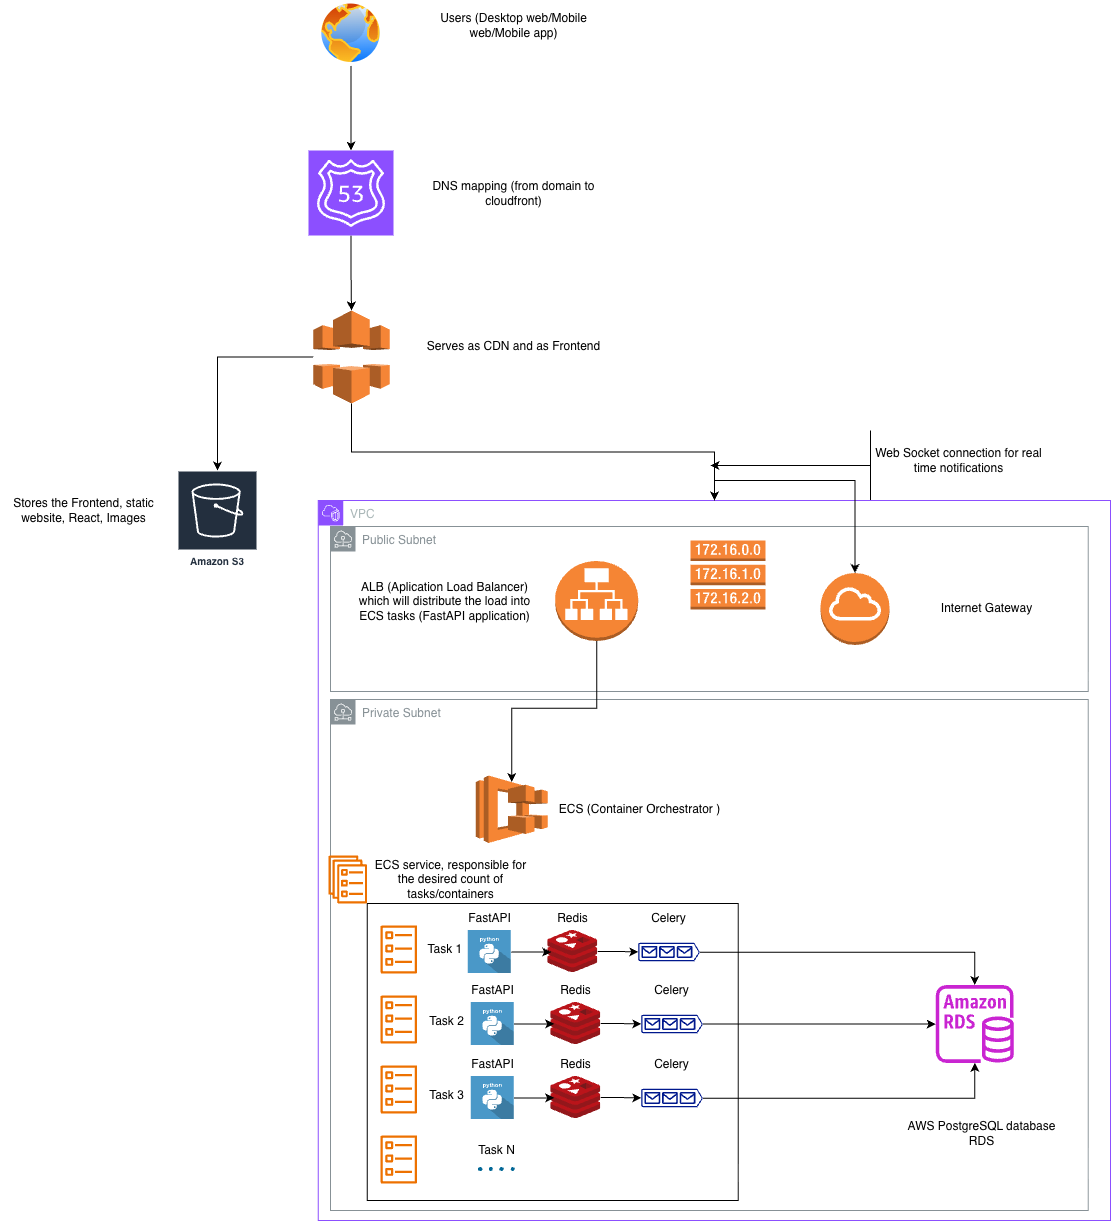 Users (Desktop web/Mobile
web/Mobile app)
53
DNS mapping (from domain to
cloudfront)
Serves as CDN and as Frontend
Web Socket connection for real
time notifications
Stores the Frontend, static
website, React, Images
Amazon S3
VPC
Public Subnet
ALB (Aplication Load Balancer)
which will distribute the load into
ECS tasks (FastAPI application)
172.16.0.0
172.16.1.0
172.16.2.0
Internet Gateway
Private Subnet
ECS (Container Orchestrator )
ECS service, responsible for
the desired count of
tasks/containers
FastAPI
Redis
Celery
Task 1
python
FastAPI
Redis
Celery
Task 2
python
Amazon
RDS
FastAPI
Redis
Celery
Task 3
python
AWS PostgreSQL database
RDS
Task N